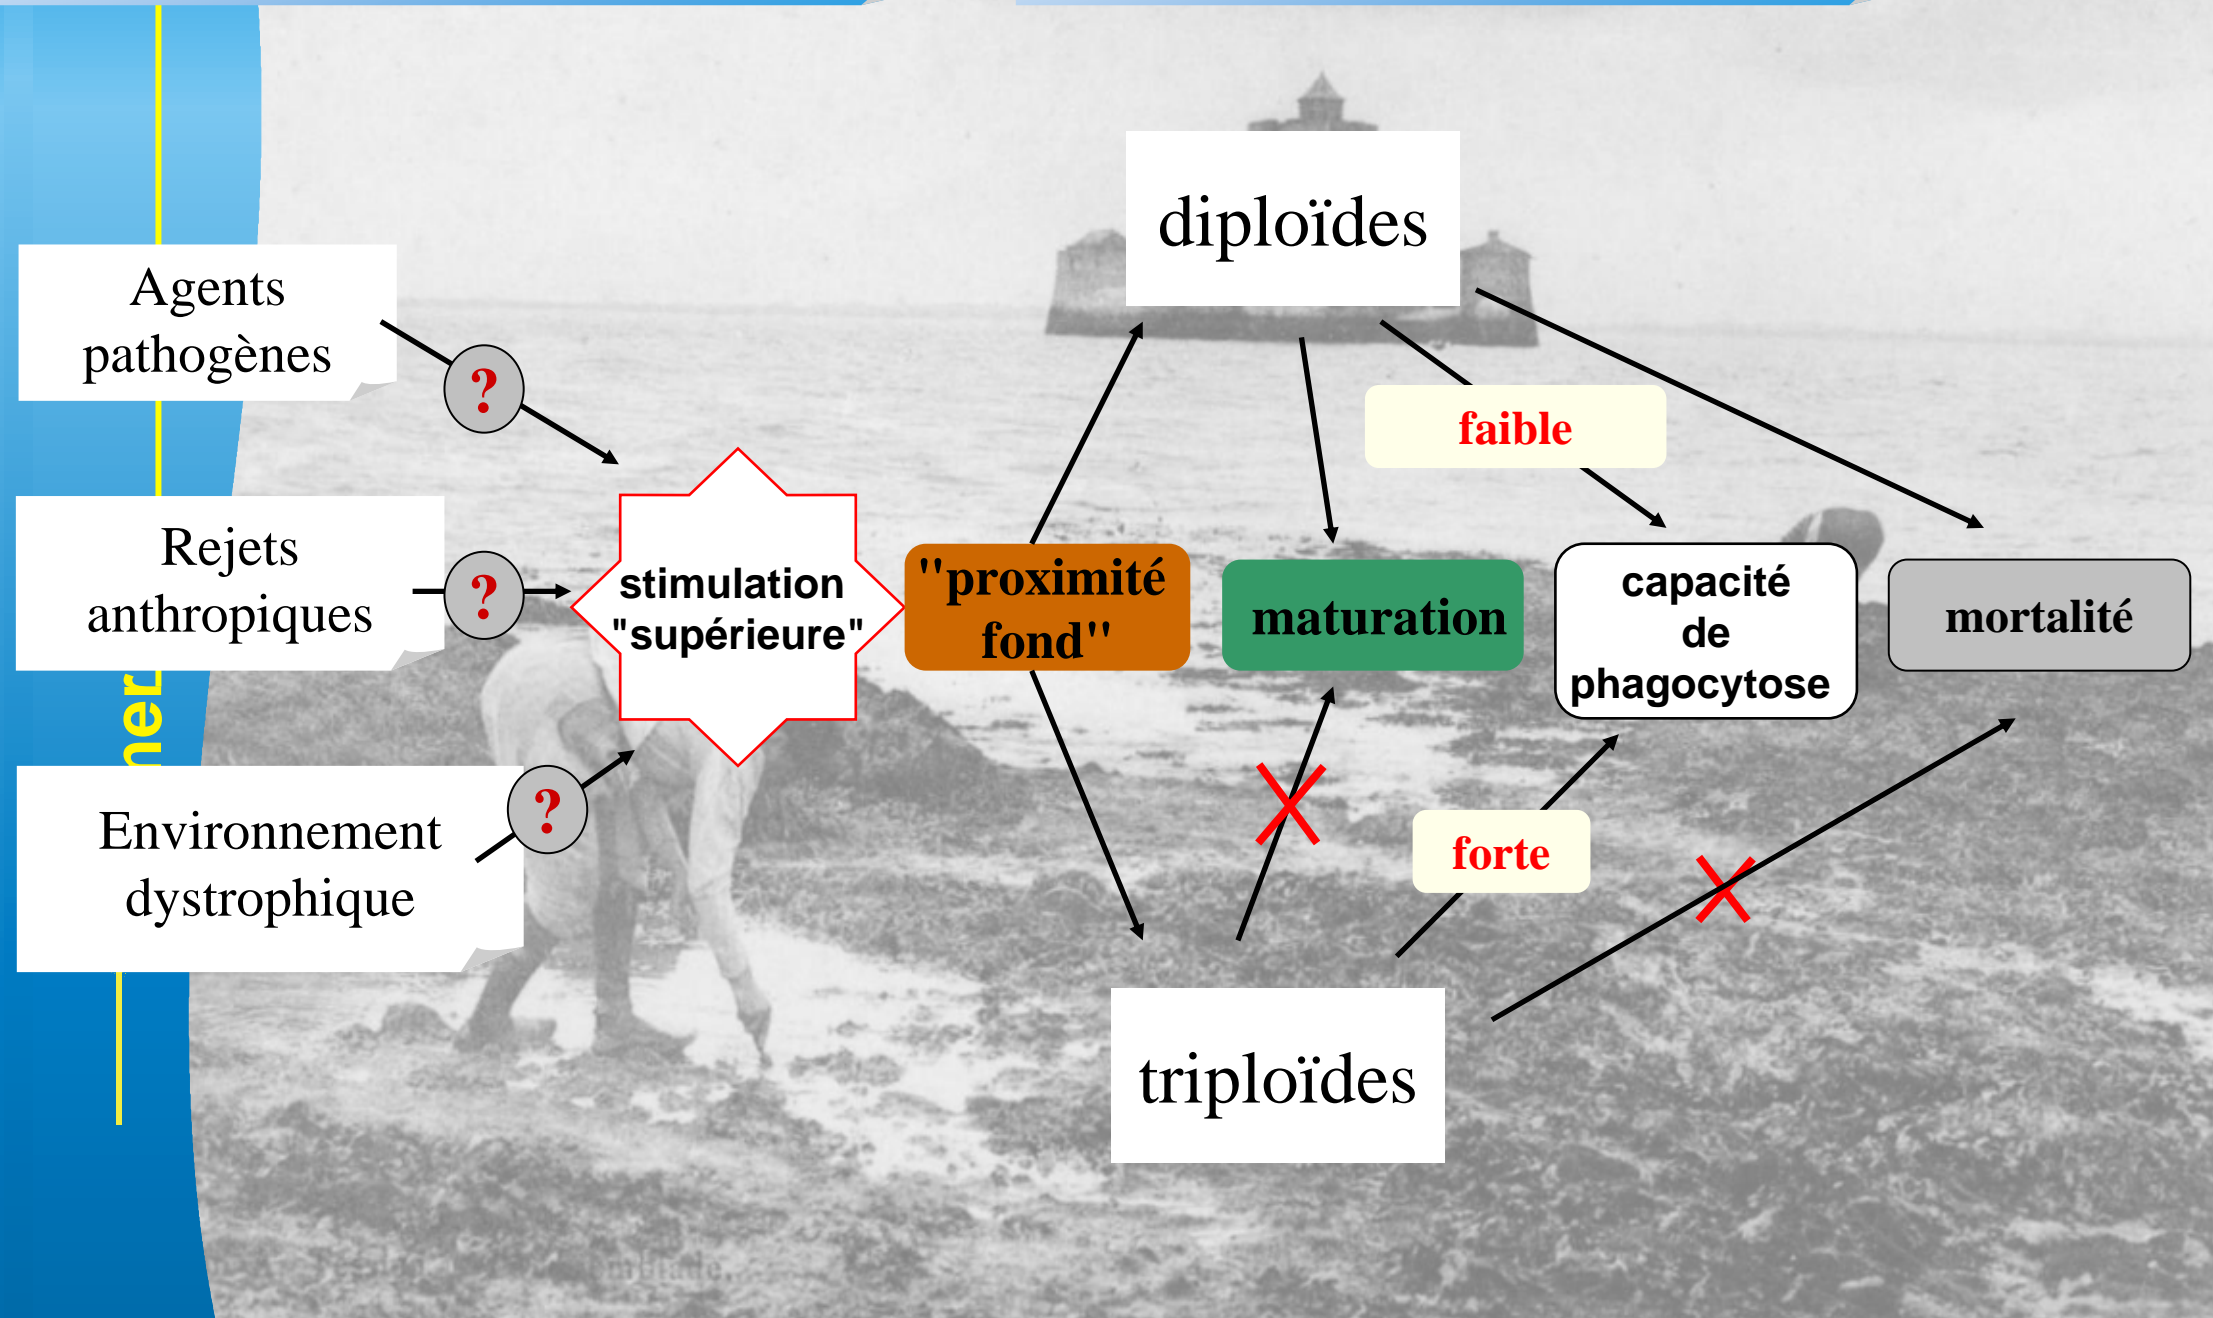 diploïdes
Agents
pathogènes
?
faible
Rejets
anthropiques
?
stimulation
"supérieure"
"proximité
fond"
maturation
capacité
de
phagocytose
mortalité
Environnement
dystrophique
?
forte
triploïdes